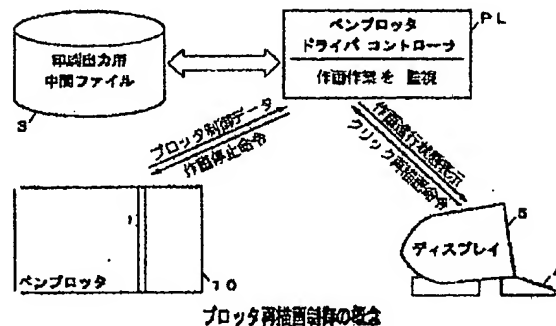 印刷出力用
中間ファイル
3
ペンプロッタ
ドライバ コントローラ
作画作業を 監視
PL
プロッタ制御データ
作画停止命令
作画進行状態表示
クリック再描画命令
ペンプロッタ
1
10
ディスプレイ
5
4
プロッタ再描画制御の概念